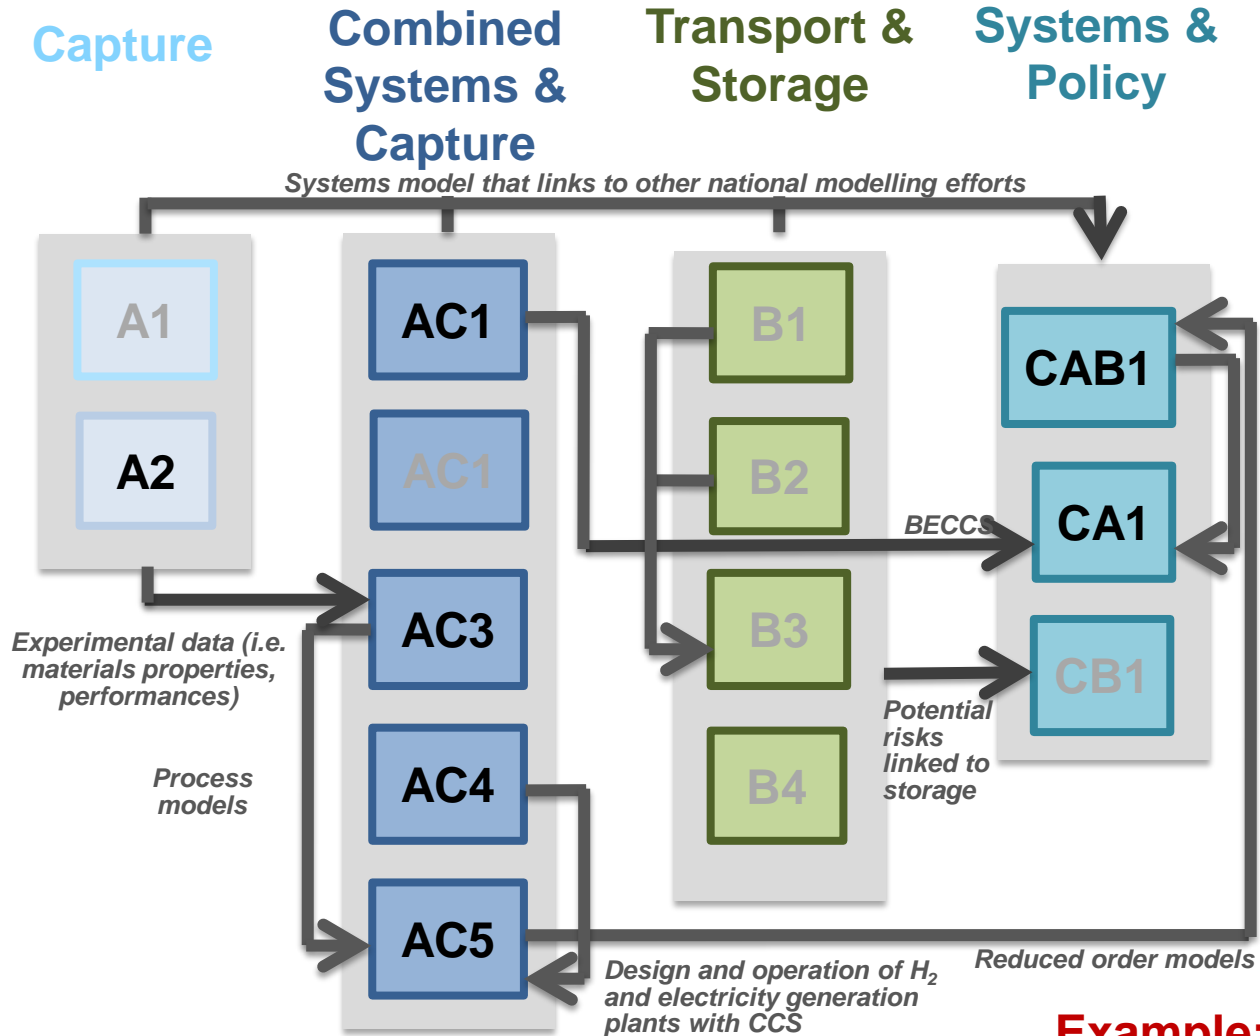 Capture
Combined
Systems &
Capture
Transport &
Storage
Systems &
Policy
Systems model that links to other national modelling efforts
A1
A2
Experimental data (i.e.
materials properties,
performances)
Process
models
AC1
AC1
AC3
AC4
AC5
Design and operation of H2
and electricity generation
plants with CCS
B1
B2
B3
B4
BECCS
Potential
risks
linked to
storage
CAB1
CA1
CB1
Reduced order models
Example: